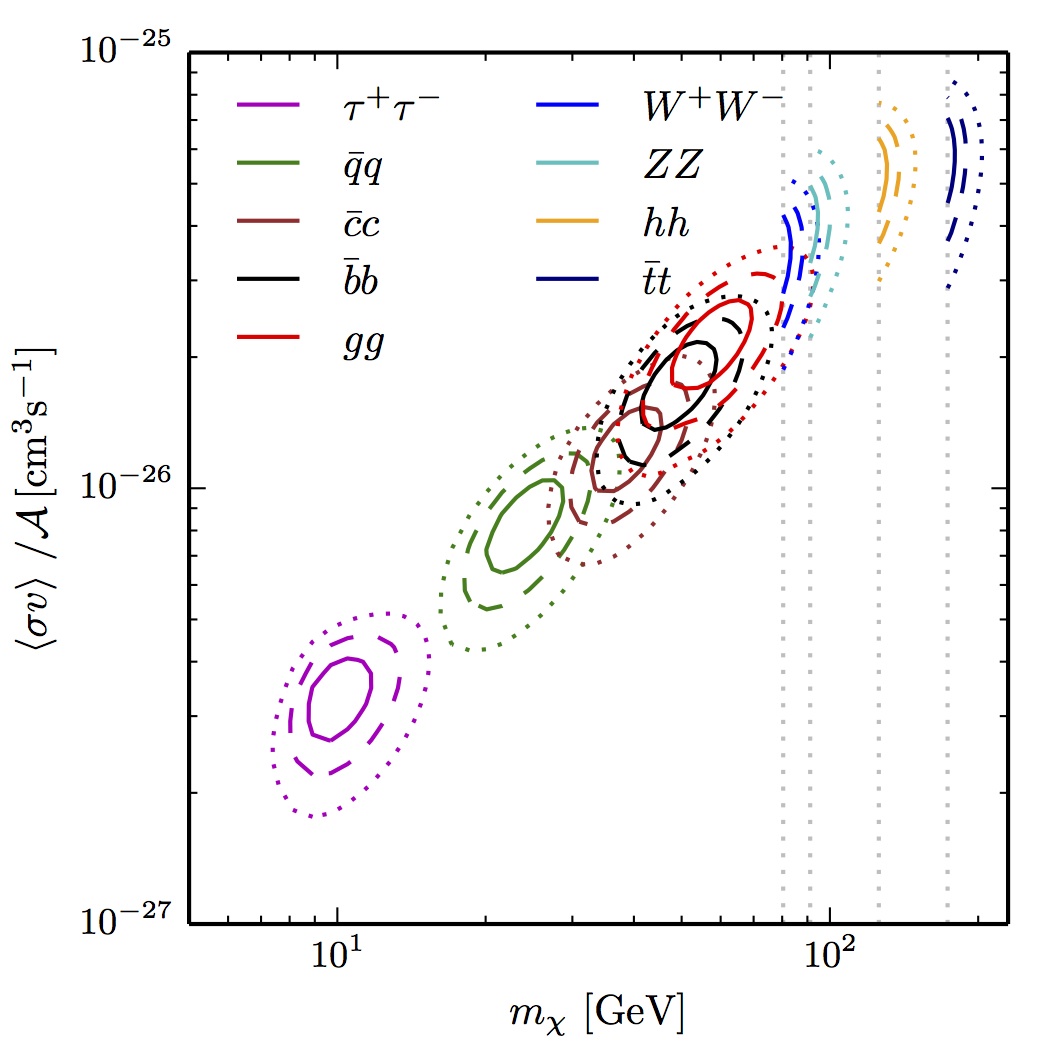 10⁻²⁵
τ⁺τ⁻ W⁺W⁻
q̄q ZZ
c̄c hh
b̄b t̄t
gg
10⁻²⁶
⟨σv⟩ / 𝒜 [cm³s⁻¹]
10⁻²⁷
10¹ 10²
m_χ [GeV]